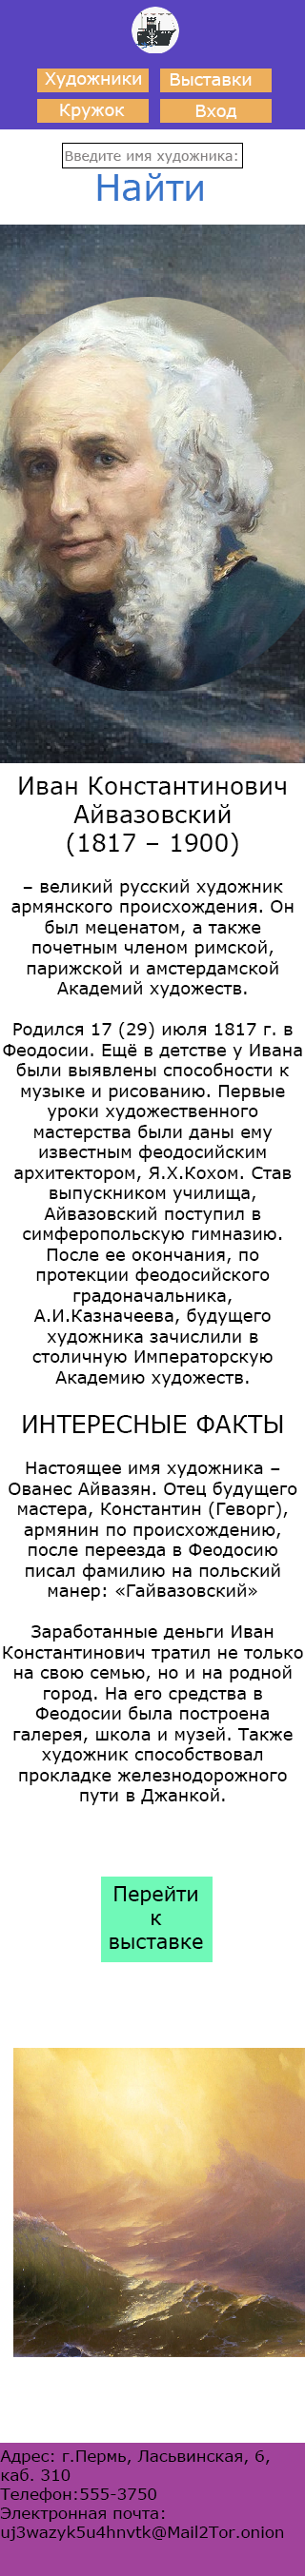 Художники Выставки
Кружок Вход
Введите имя художника:
Найти
Иван Константинович
Айвазовский
(1817 – 1900)
– великий русский художник
армянского происхождения. Он
был меценатом, а также
почетным членом римской,
парижской и амстердамской
Академий художеств.
Родился 17 (29) июля 1817 г. в
Феодосии. Ещё в детстве у Ивана
были выявлены способности к
музыке и рисованию. Первые
уроки художественного
мастерства были даны ему
известным феодосийским
архитектором, Я.Х.Кохом. Став
выпускником училища,
Айвазовский поступил в
симферопольскую гимназию.
После ее окончания, по
протекции феодосийского
градоначальника,
А.И.Казначеева, будущего
художника зачислили в
столичную Императорскую
Академию художеств.
ИНТЕРЕСНЫЕ ФАКТЫ
Настоящее имя художника –
Ованес Айвазян. Отец будущего
мастера, Константин (Геворг),
армянин по происхождению,
после переезда в Феодосию
писал фамилию на польский
манер: «Гайвазовский»
Заработанные деньги Иван
Константинович тратил не только
на свою семью, но и на родной
город. На его средства в
Феодосии была построена
галерея, школа и музей. Также
художник способствовал
прокладке железнодорожного
пути в Джанкой.
Перейти
к
выставке
Адрес: г.Пермь, Ласьвинская, 6,
каб. 310
Телефон:555-3750
Электронная почта:
uj3wazyk5u4hnvtk@Mail2Tor.onion